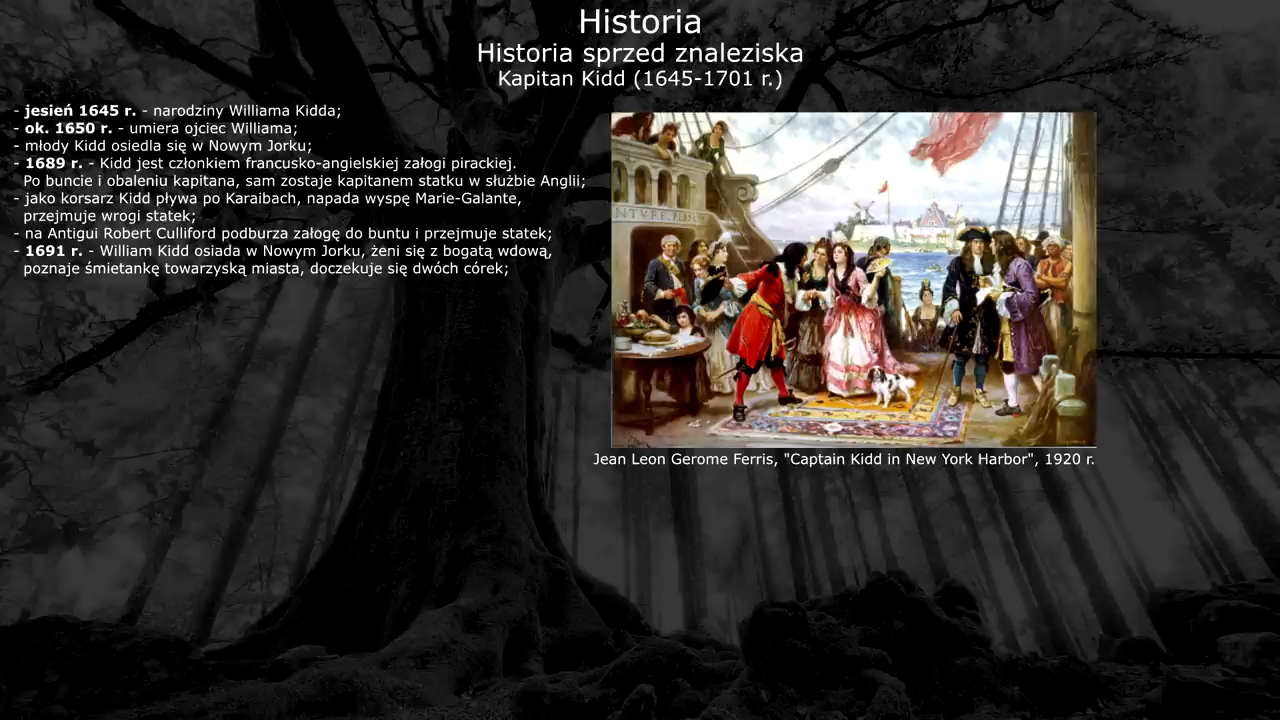 Historia
Historia sprzed znaleziska
Kapitan Kidd (1645-1701 r.)
- jesień 1645 r. - narodziny Williama Kidda;
- ok. 1650 r. - umiera ojciec Williama;
- młody Kidd osiedla się w Nowym Jorku;
- 1689 r. - Kidd jest członkiem francusko-angielskiej załogi pirackiej.
Po buncie i obaleniu kapitana, sam zostaje kapitanem statku w służbie Anglii;
- jako korsarz Kidd pływa po Karaibach, napada wyspę Marie-Galante,
przejmuje wrogi statek;
- na Antigui Robert Culliford podburza załogę do buntu i przejmuje statek;
- 1691 r. - William Kidd osiada w Nowym Jorku, żeni się z bogatą wdową,
poznaje śmietankę towarzyską miasta, doczekuje się dwóch córek;
Jean Leon Gerome Ferris, "Captain Kidd in New York Harbor", 1920 r.